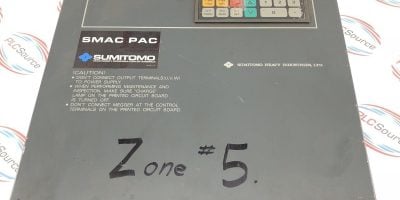 SMAC PAC
SUMITOMO
⟨CAUTION⟩
• DON'T CONNECT OUTPUT TERMINALS(U,V,W)
TO POWER SUPPLY.
• WHEN PERFORMING MAINTENANCE AND
INSPECTION, MAKE SURE "CHARGE"
LAMP ON THE PRINTED CIRCUIT BOARD
IS TURNED OFF.
• DON'T CONNECT MEGGER AT THE CONTROL
TERMINALS ON THE PRINTED CIRCUIT BOARD
SUMITOMO HEAVY INDUSTRIES, LTD.
Zone #5.
PLCSource
PLCSource
PLCSource